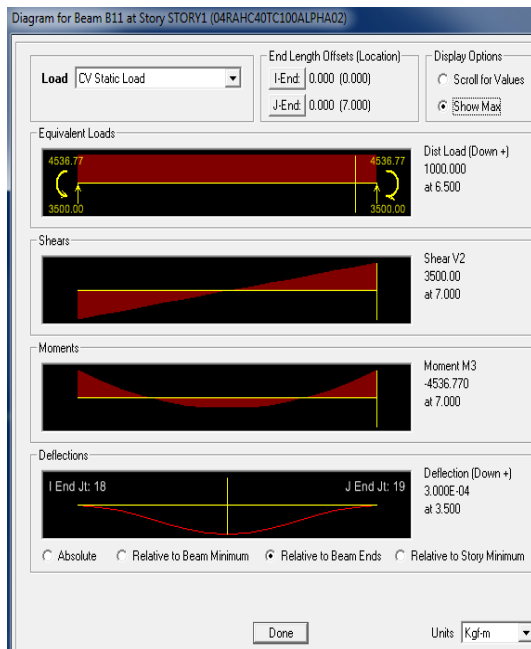 Diagram for Beam B11 at Story STORY1 (04RAHC40TC100ALPHA02)
Load CV Static Load
End Length Offsets (Location)
I-End: 0.000 (0.000)
J-End: 0.000 (7.000)
Display Options
Scroll for Values
Show Max
Equivalent Loads
4536.77 4536.77
3500.00 3500.00
Dist Load (Down +)
1000.000
at 6.500
Shears
Shear V2
3500.00
at 7.000
Moments
Moment M3
-4536.770
at 7.000
Deflections
I End Jt: 18 J End Jt: 19
Deflection (Down +)
3.000E-04
at 3.500
Absolute Relative to Beam Minimum Relative to Beam Ends Relative to Story Minimum
Done
Units Kgf-m